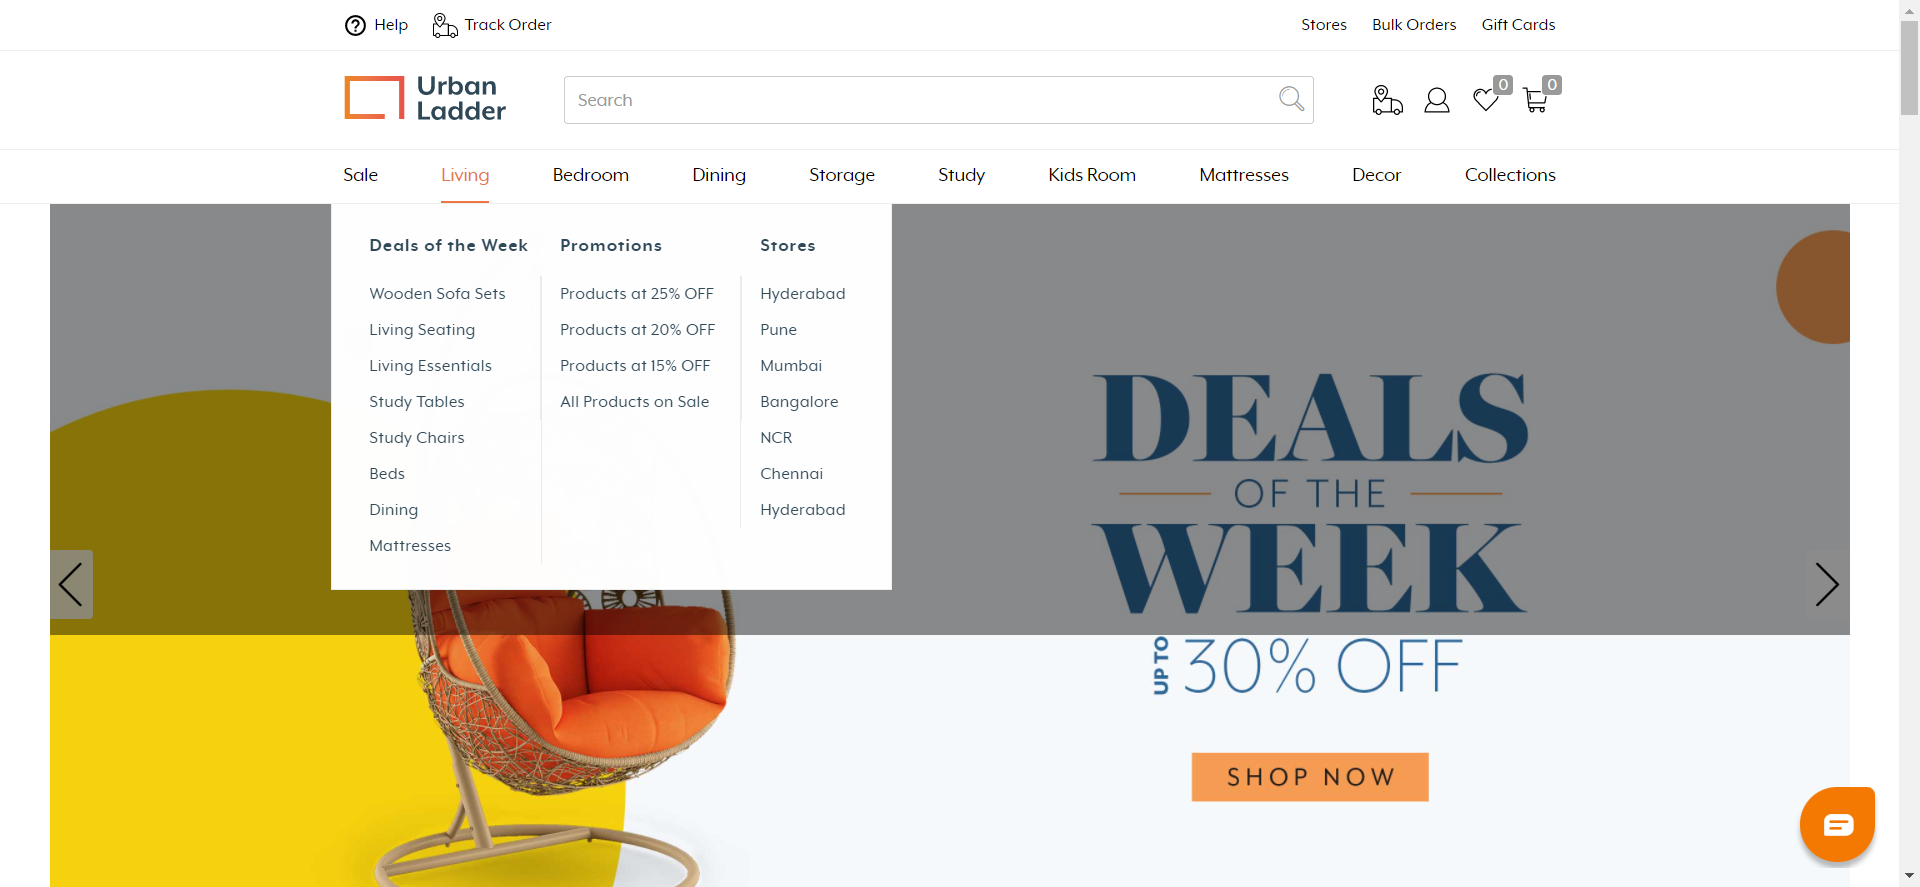 Help
Track Order
Stores
Bulk Orders
Gift Cards
Urban
Ladder
Search
0
0
Sale
Living
Bedroom
Dining
Storage
Study
Kids Room
Mattresses
Decor
Collections
Deals of the Week
Wooden Sofa Sets
Living Seating
Living Essentials
Study Tables
Study Chairs
Beds
Dining
Mattresses
Promotions
Products at 25% OFF
Products at 20% OFF
Products at 15% OFF
All Products on Sale
Stores
Hyderabad
Pune
Mumbai
Bangalore
NCR
Chennai
Hyderabad
DEALS
OF THE
WEEK
UP TO
30% OFF
SHOP NOW